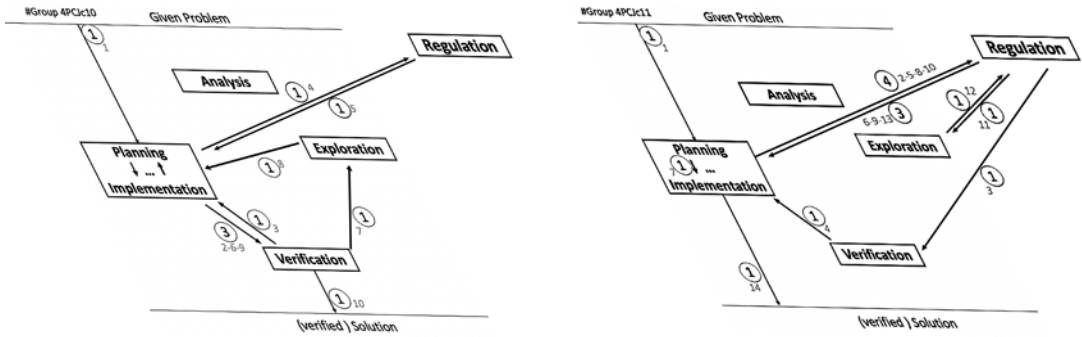 #Group 4PCJc10
Given Problem
1
1
Regulation
Analysis
1 4
1 5
Planning
...
Implementation
Exploration
1 8
1
7
1 3
3
2-6-9
Verification
1 10
(verified ) Solution
#Group 4PCJc11
Given Problem
1
1
Regulation
4 2-5-8-10
Analysis
6-9-13 3
1 12
1
11
Exploration
Planning
7 1 ...
Implementation
1
3
1 4
Verification
1
14
(verified ) Solution